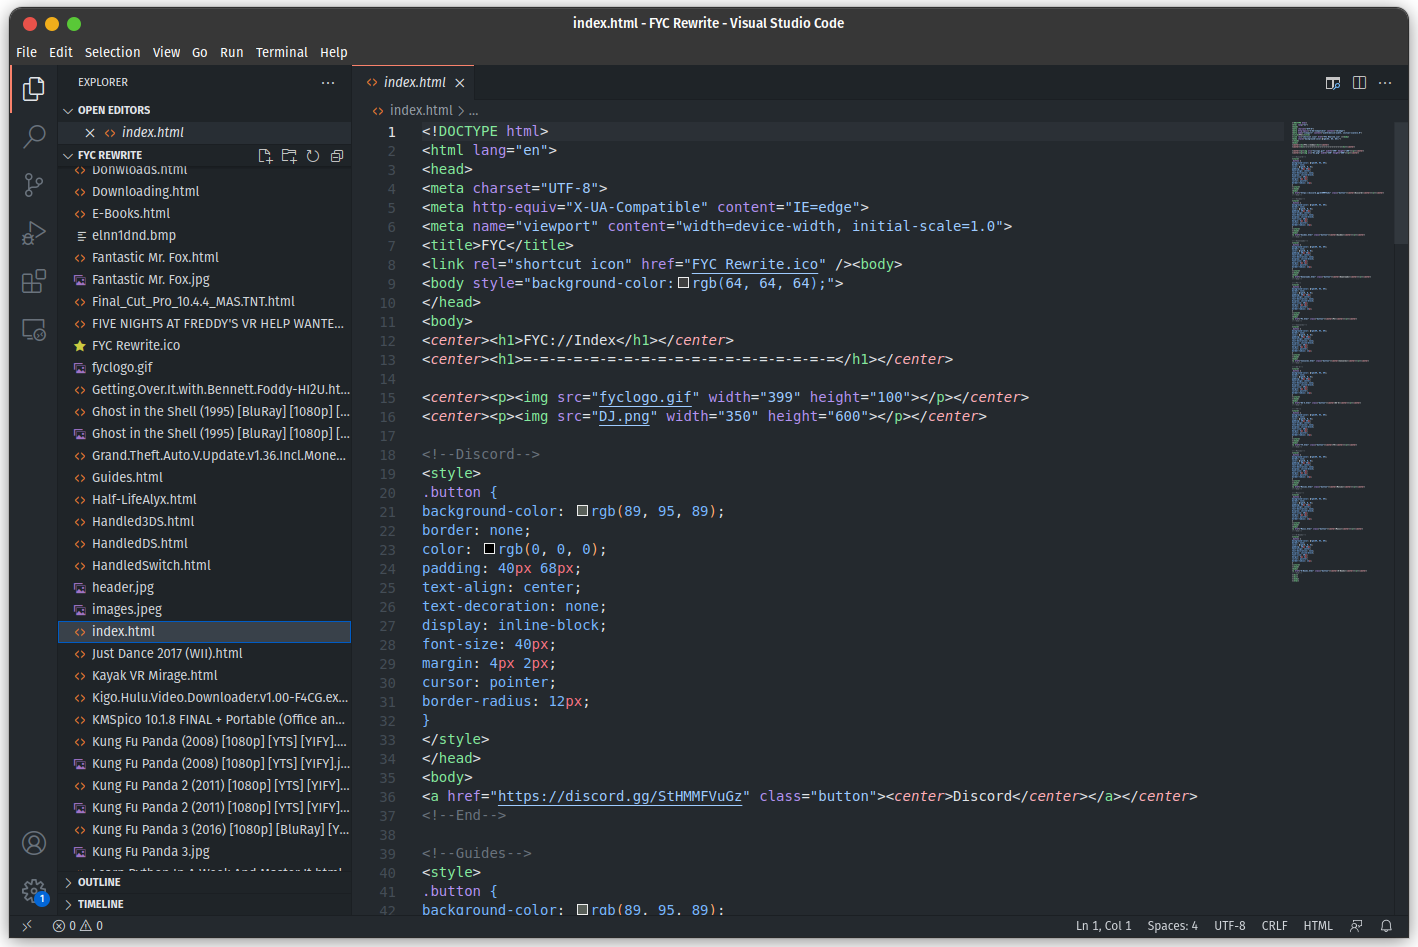 index.html - FYC Rewrite - Visual Studio Code
File Edit Selection View Go Run Terminal Help
EXPLORER
OPEN EDITORS
index.html
FYC REWRITE
Donwloads.html
Downloading.html
E-Books.html
elnn1dnd.bmp
Fantastic Mr. Fox.html
Fantastic Mr. Fox.jpg
Final_Cut_Pro_10.4.4_MAS.TNT.html
FIVE NIGHTS AT FREDDY'S VR HELP WANTE...
FYC Rewrite.ico
fyclogo.gif
Getting.Over.It.with.Bennett.Foddy-HI2U.ht...
Ghost in the Shell (1995) [BluRay] [1080p] [...
Ghost in the Shell (1995) [BluRay] [1080p] [...
Grand.Theft.Auto.V.Update.v1.36.Incl.Mone...
Guides.html
Half-LifeAlyx.html
Handled3DS.html
HandledDS.html
HandledSwitch.html
header.jpg
images.jpeg
index.html
Just Dance 2017 (WII).html
Kayak VR Mirage.html
Kigo.Hulu.Video.Downloader.v1.00-F4CG.ex...
KMSpico 10.1.8 FINAL + Portable (Office an...
Kung Fu Panda (2008) [1080p] [YTS] [YIFY]....
Kung Fu Panda (2008) [1080p] [YTS] [YIFY].j...
Kung Fu Panda 2 (2011) [1080p] [YTS] [YIFY]...
Kung Fu Panda 2 (2011) [1080p] [YTS] [YIFY]...
Kung Fu Panda 3 (2016) [1080p] [BluRay] [Y...
Kung Fu Panda 3.jpg
Learn Python In A Week And Master It.html
OUTLINE
TIMELINE
index.html
index.html > ...
1 <!DOCTYPE html>
2 <html lang="en">
3 <head>
4 <meta charset="UTF-8">
5 <meta http-equiv="X-UA-Compatible" content="IE=edge">
6 <meta name="viewport" content="width=device-width, initial-scale=1.0">
7 <title>FYC</title>
8 <link rel="shortcut icon" href="FYC Rewrite.ico" /><body>
9 <body style="background-color:rgb(64, 64, 64);">
10 </head>
11 <body>
12 <center><h1>FYC://Index</h1></center>
13 <center><h1>=-=-=-=-=-=-=-=-=-=-=-=-=-=-=-=-=-=-=</h1></center>
14
15 <center><p><img src="fyclogo.gif" width="399" height="100"></p></center>
16 <center><p><img src="DJ.png" width="350" height="600"></p></center>
17
18 <!--Discord-->
19 <style>
20 .button {
21 background-color: rgb(89, 95, 89);
22 border: none;
23 color: rgb(0, 0, 0);
24 padding: 40px 68px;
25 text-align: center;
26 text-decoration: none;
27 display: inline-block;
28 font-size: 40px;
29 margin: 4px 2px;
30 cursor: pointer;
31 border-radius: 12px;
32 }
33 </style>
34 </head>
35 <body>
36 <a href="https://discord.gg/StHMMFVuGz" class="button"><center>Discord</center></a></center>
37 <!--End-->
38
39 <!--Guides-->
40 <style>
41 .button {
42 background-color: rgb(89, 95, 89);
1
0 0
Ln 1, Col 1 Spaces: 4 UTF-8 CRLF HTML